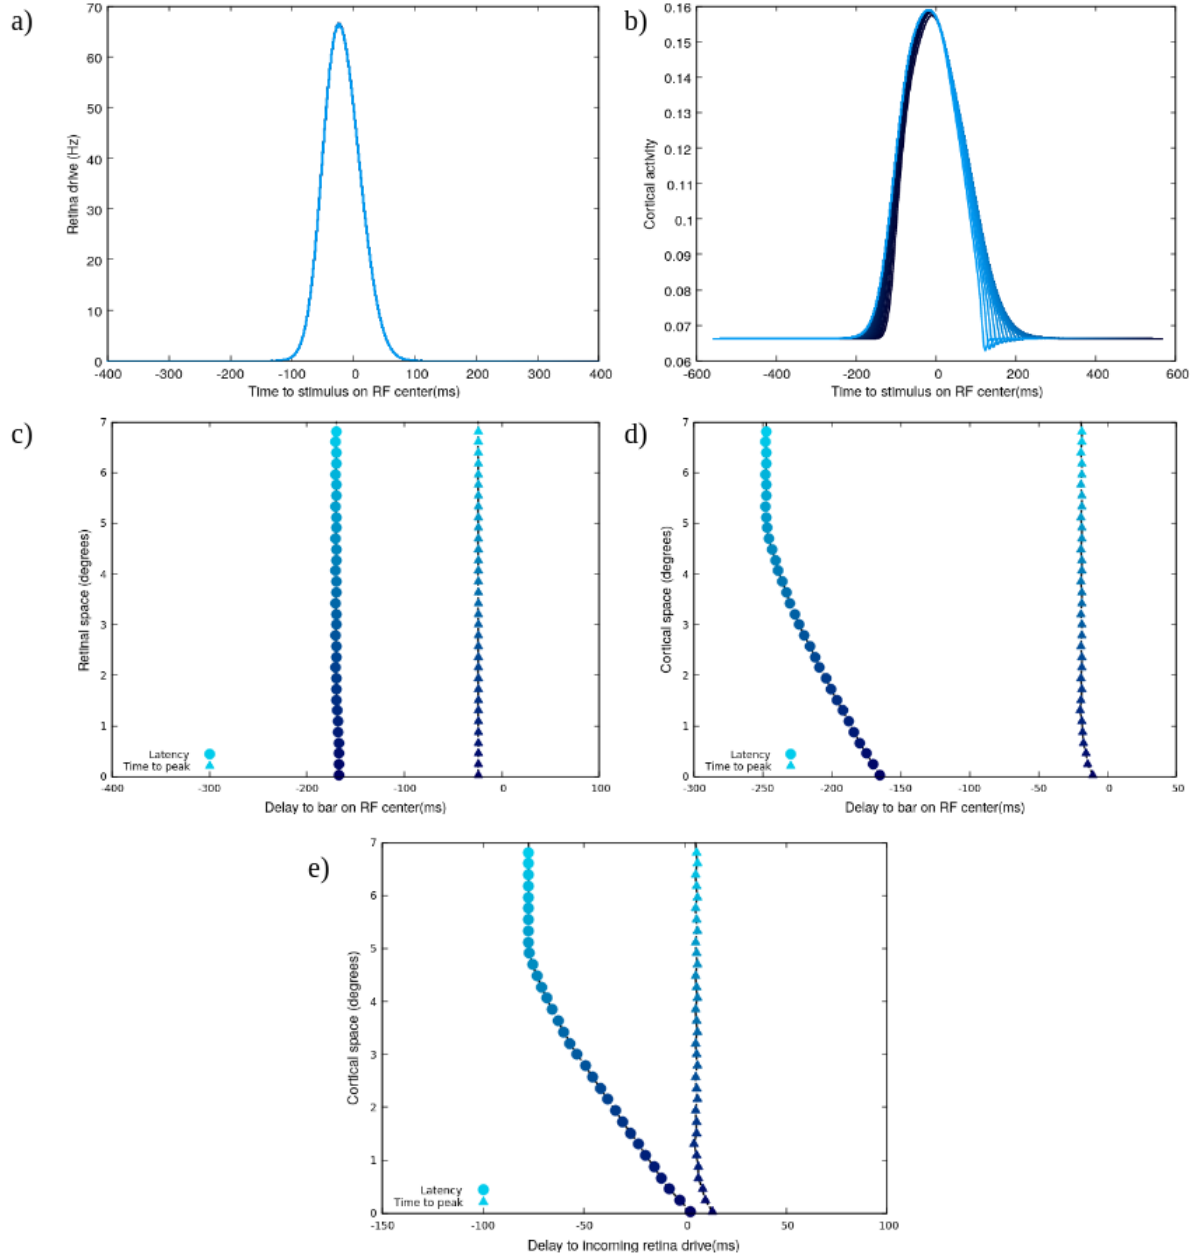 a)
70
60
50
40
30
20
10
0
Retina drive (Hz)
-400 -300 -200 -100 0 100 200 300 400
Time to stimulus on RF center(ms)
b)
0.16
0.15
0.14
0.13
0.12
0.11
0.1
0.09
0.08
0.07
0.06
Cortical activity
-600 -400 -200 0 200 400 600
Time to stimulus on RF center(ms)
c)
7
6
5
4
3
2
1
0
Retinal space (degrees)
Latency
Time to peak
-400 -300 -200 -100 0 100
Delay to bar on RF center(ms)
d)
7
6
5
4
3
2
1
0
Cortical space (degrees)
Latency
Time to peak
-300 -250 -200 -150 -100 -50 0 50
Delay to bar on RF center(ms)
e)
7
6
5
4
3
2
1
0
Cortical space (degrees)
Latency
Time to peak
-150 -100 -50 0 50 100
Delay to incoming retina drive(ms)